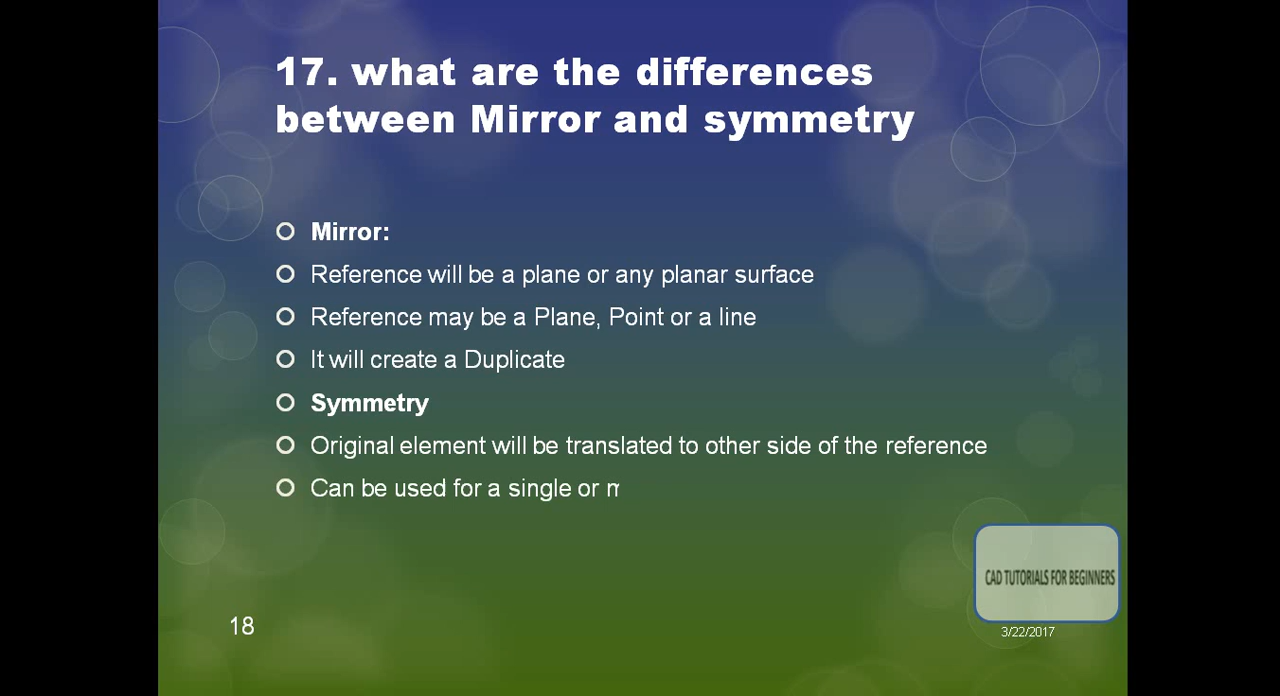 17. what are the differences
between Mirror and symmetry
Mirror:
Reference will be a plane or any planar surface
Reference may be a Plane, Point or a line
It will create a Duplicate
Symmetry
Original element will be translated to other side of the reference
Can be used for a single or
CAD TUTORIALS FOR BEGINNERS
18
3/22/2017